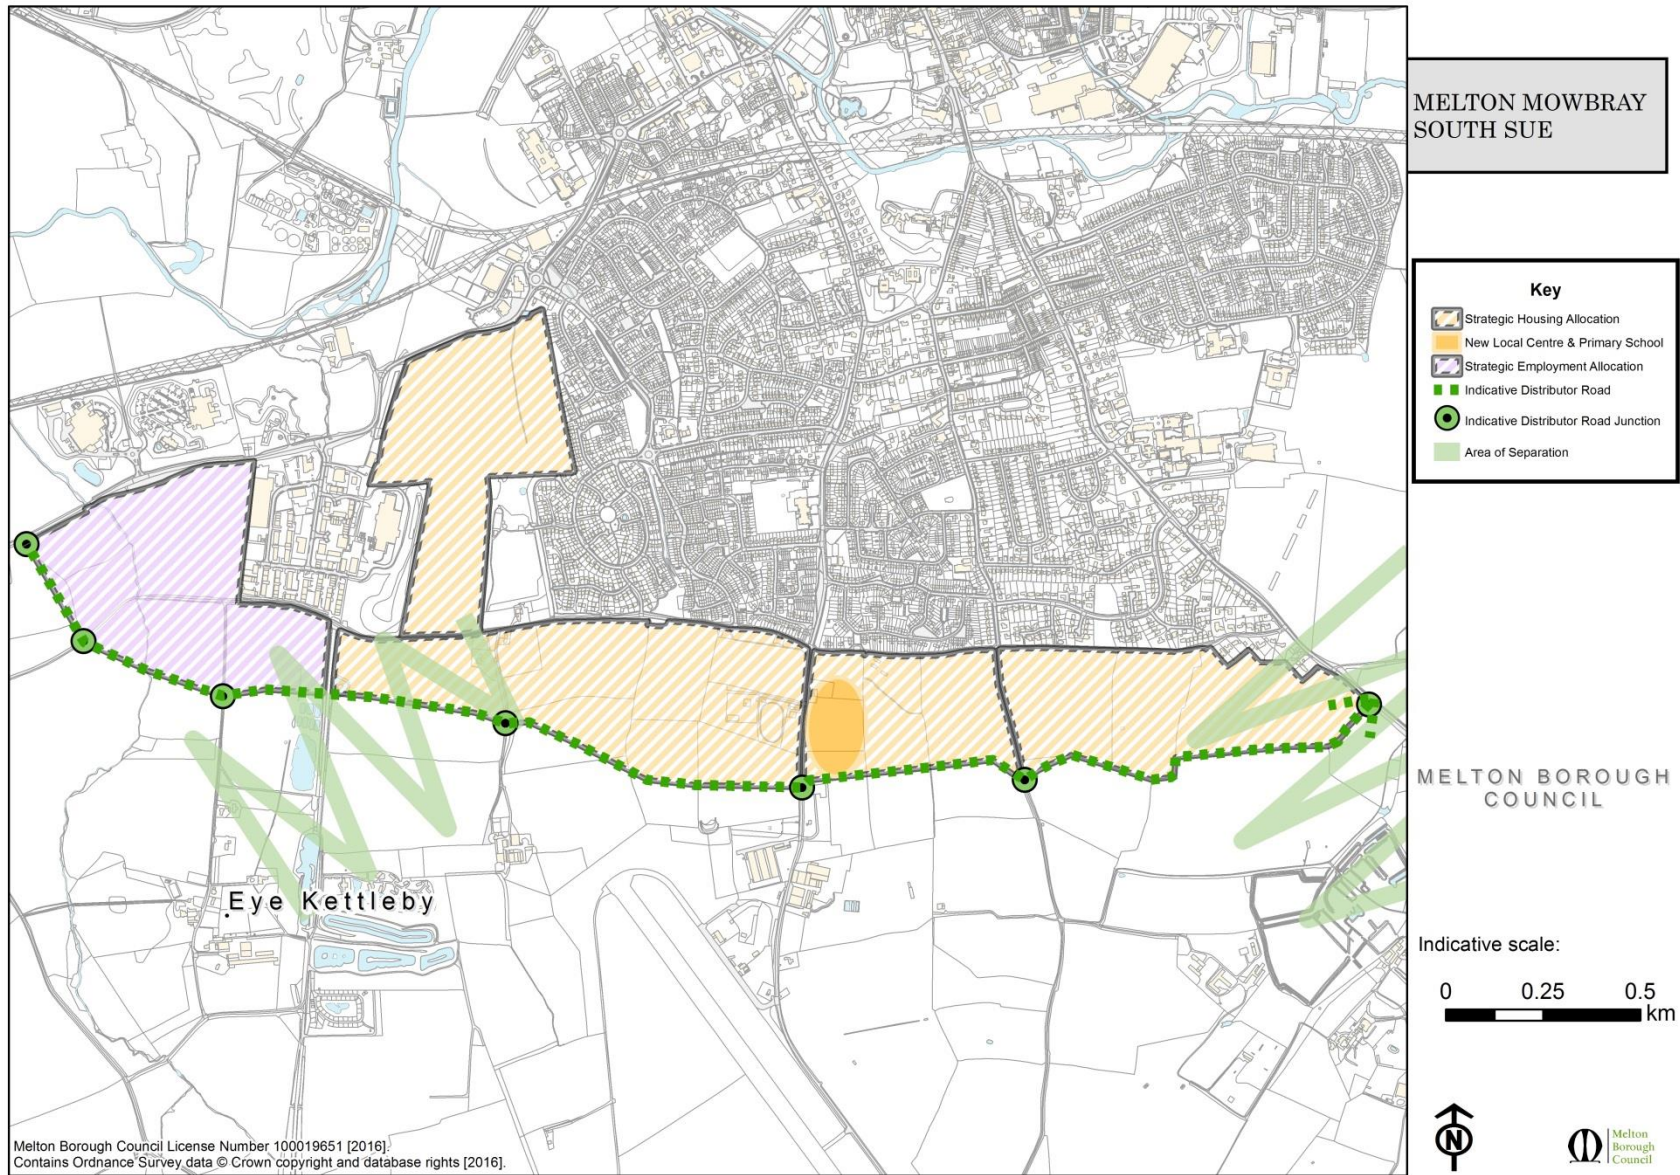 MELTON MOWBRAY
SOUTH SUE
Key
Strategic Housing Allocation
New Local Centre & Primary School
Strategic Employment Allocation
Indicative Distributor Road
Indicative Distributor Road Junction
Area of Separation
MELTON BOROUGH
COUNCIL
Eye Kettleby
Indicative scale:
0 0.25 0.5
km
N
Melton
Borough
Council
Melton Borough Council License Number 100019651 [2016].
Contains Ordnance Survey data © Crown copyright and database rights [2016].